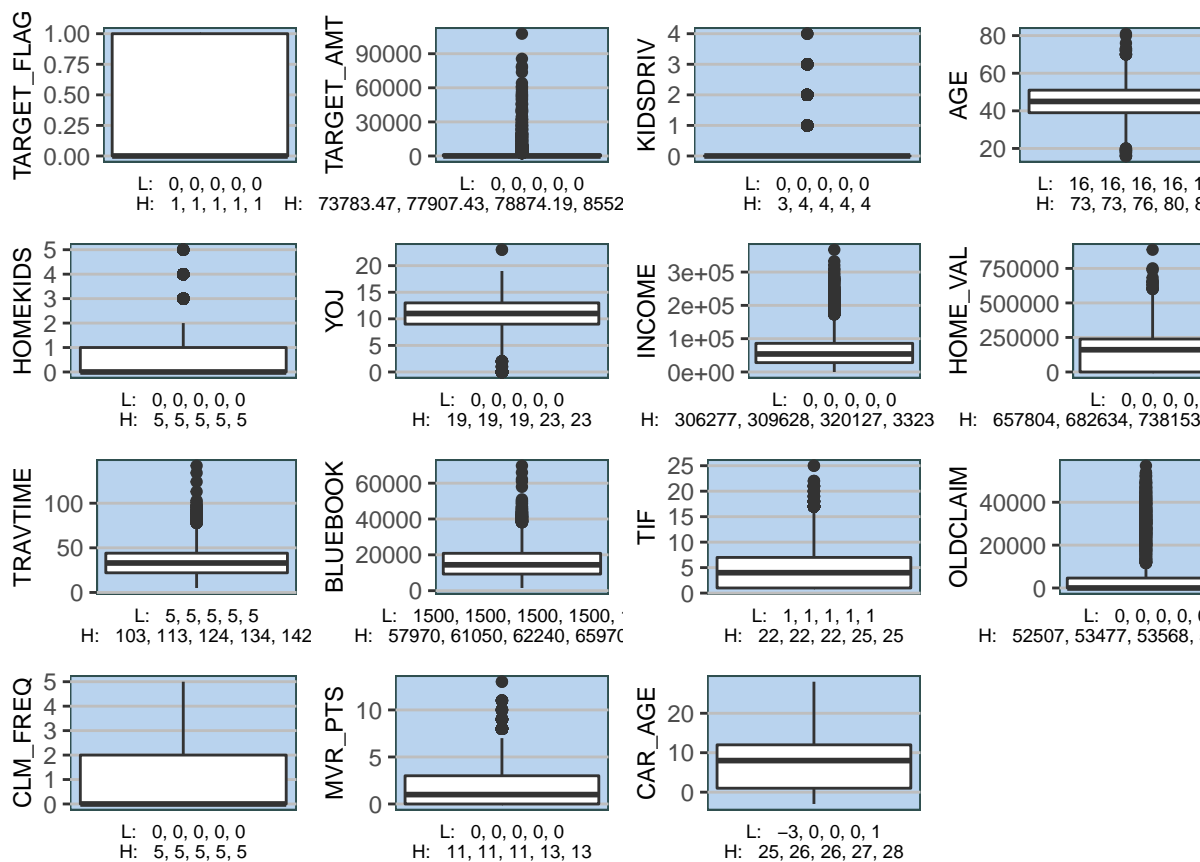 TARGET_FLAG
1.00
0.75
0.50
0.25
0.00
L: 0, 0, 0, 0, 0
H: 1, 1, 1, 1, 1
TARGET_AMT
90000
60000
30000
0
L: 0, 0, 0, 0, 0
H: 73783.47, 77907.43, 78874.19, 8552
KIDSDRIV
4
3
2
1
0
L: 0, 0, 0, 0, 0
H: 3, 4, 4, 4, 4
AGE
80
60
40
20
L: 16, 16, 16, 16, 1
H: 73, 73, 76, 80, 8
HOMEKIDS
5
4
3
2
1
0
L: 0, 0, 0, 0, 0
H: 5, 5, 5, 5, 5
YOJ
20
15
10
5
0
L: 0, 0, 0, 0, 0
H: 19, 19, 19, 23, 23
INCOME
3e+05
2e+05
1e+05
0e+00
L: 0, 0, 0, 0, 0
H: 306277, 309628, 320127, 3323
HOME_VAL
750000
500000
250000
0
L: 0, 0, 0, 0,
H: 657804, 682634, 738153
TRAVTIME
100
50
0
L: 5, 5, 5, 5, 5
H: 103, 113, 124, 134, 142
BLUEBOOK
60000
40000
20000
0
L: 1500, 1500, 1500, 1500,
H: 57970, 61050, 62240, 65970
TIF
25
20
15
10
5
0
L: 1, 1, 1, 1, 1
H: 22, 22, 22, 25, 25
OLDCLAIM
40000
20000
0
L: 0, 0, 0, 0,
H: 52507, 53477, 53568,
CLM_FREQ
5
4
3
2
1
0
L: 0, 0, 0, 0, 0
H: 5, 5, 5, 5, 5
MVR_PTS
10
5
0
L: 0, 0, 0, 0, 0
H: 11, 11, 11, 13, 13
CAR_AGE
20
10
0
L: −3, 0, 0, 0, 1
H: 25, 26, 26, 27, 28